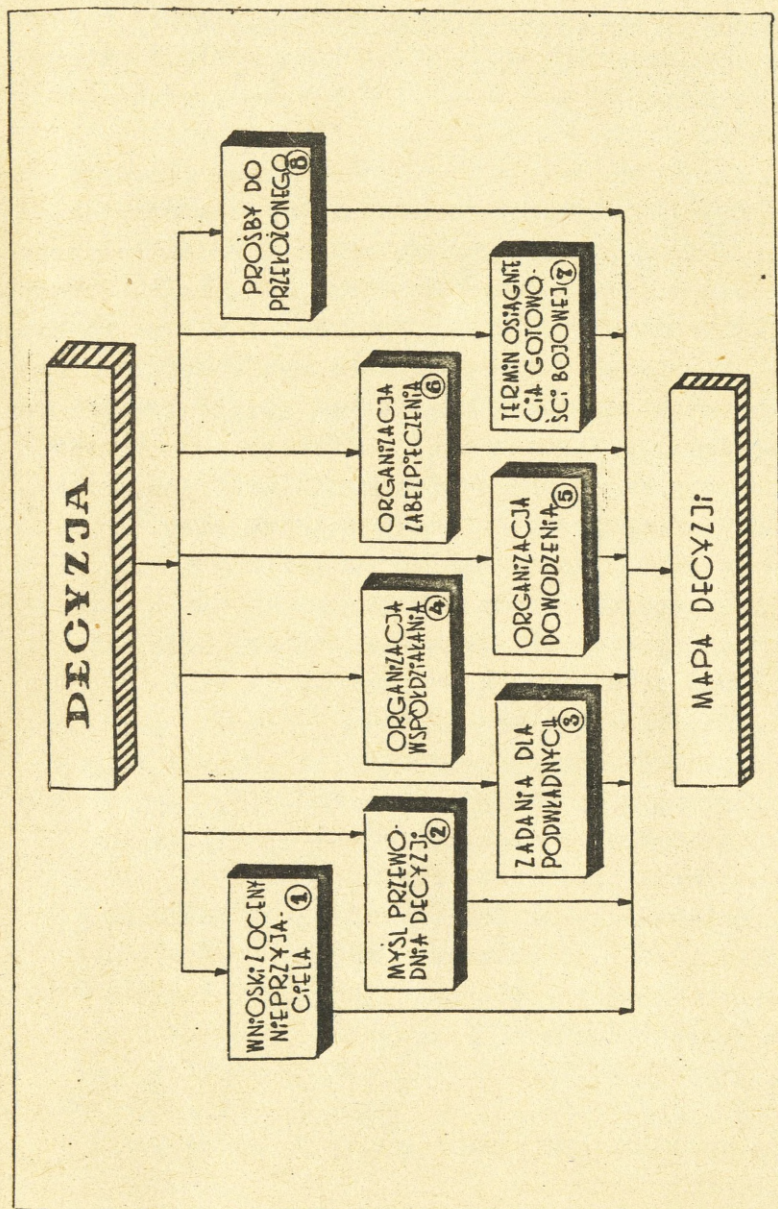 DECYZJA
WNIOSKI Z OCENY
NIEPRZYJA-
CIELA
1
MYŚL PRZEWO-
DNIA DECYZJI
2
ZADANIA DLA
PODWŁADNYCH
3
ORGANIZACJA
WSPÓŁDZIAŁANIA
4
ORGANIZACJA
DOWODZENIA
5
ORGANIZACJA
ZABEZPIECZENIA
6
TERMIN OSIĄGNIĘ
CIA GOTOWO-
ŚCI BOJOWEJ
7
PROŚBY DO
PRZEŁOŻONEGO
8
MAPA DECYZJI